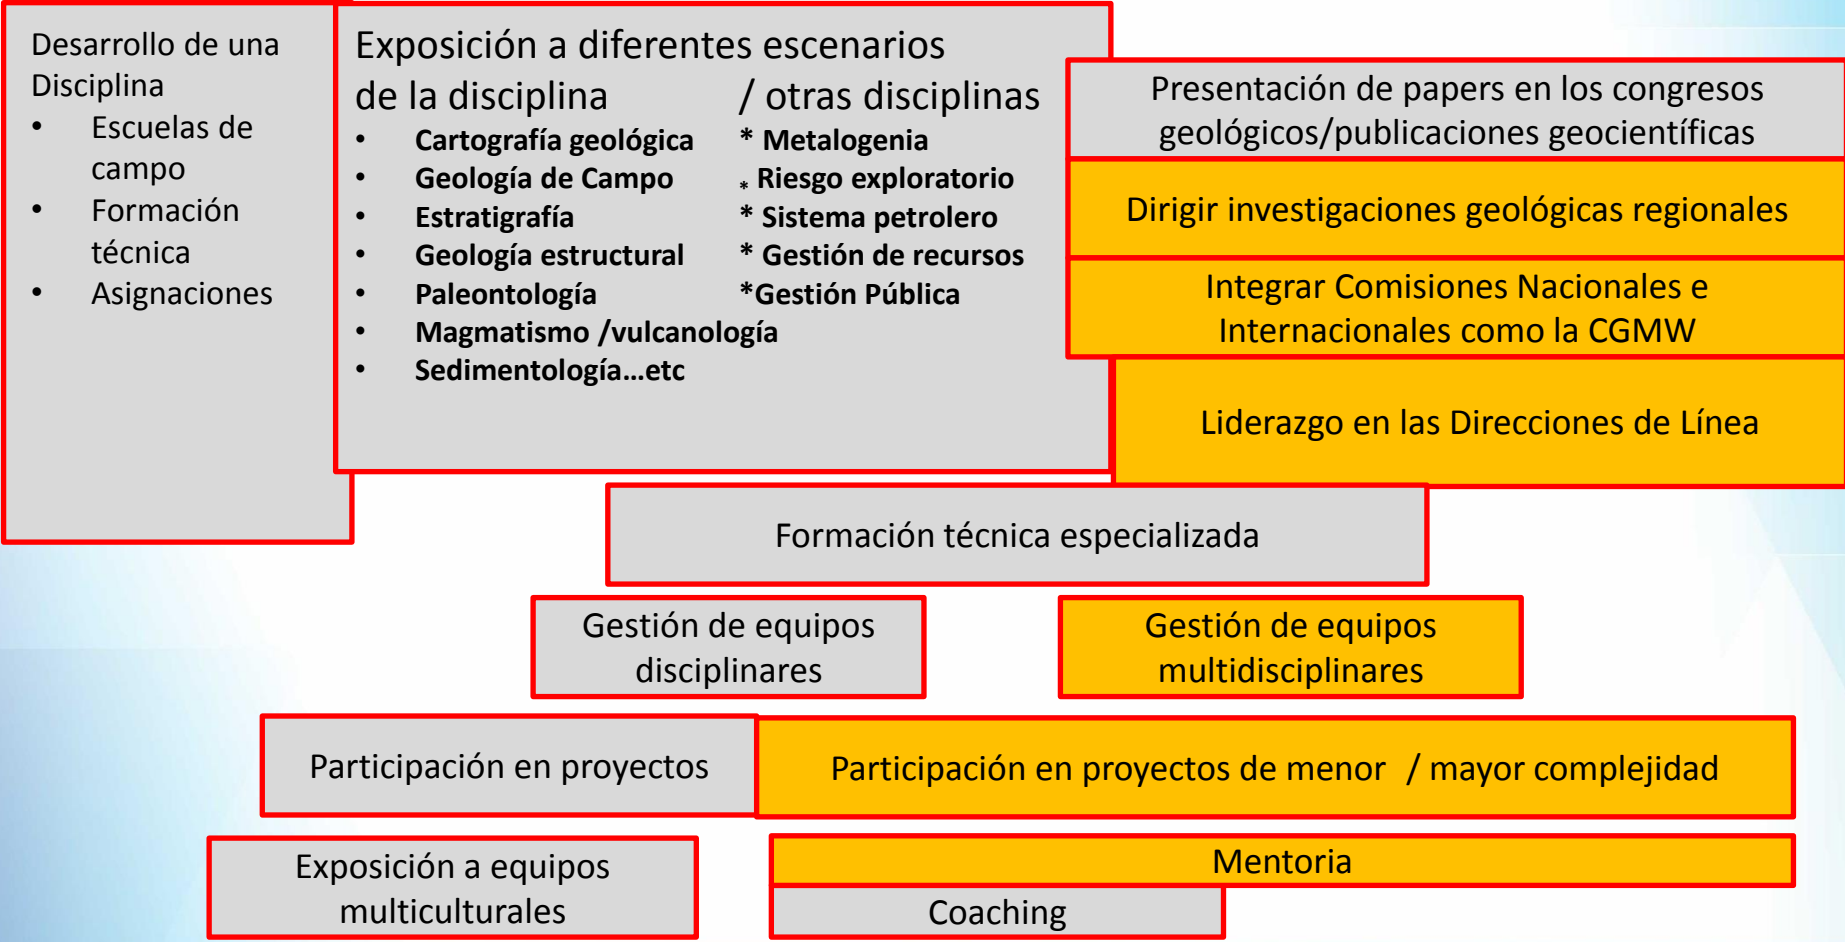 Desarrollo de una
Disciplina
• Escuelas de
campo
• Formación
técnica
• Asignaciones
Exposición a diferentes escenarios
de la disciplina / otras disciplinas
• Cartografía geológica * Metalogenia
• Geología de Campo * Riesgo exploratorio
• Estratigrafía * Sistema petrolero
• Geología estructural * Gestión de recursos
• Paleontología *Gestión Pública
• Magmatismo /vulcanología
• Sedimentología...etc
Presentación de papers en los congresos
geológicos/publicaciones geocientíficas
Dirigir investigaciones geológicas regionales
Integrar Comisiones Nacionales e
Internacionales como la CGMW
Liderazgo en las Direcciones de Línea
Formación técnica especializada
Gestión de equipos
disciplinares
Gestión de equipos
multidisciplinares
Participación en proyectos
Participación en proyectos de menor / mayor complejidad
Exposición a equipos
multiculturales
Mentoria
Coaching